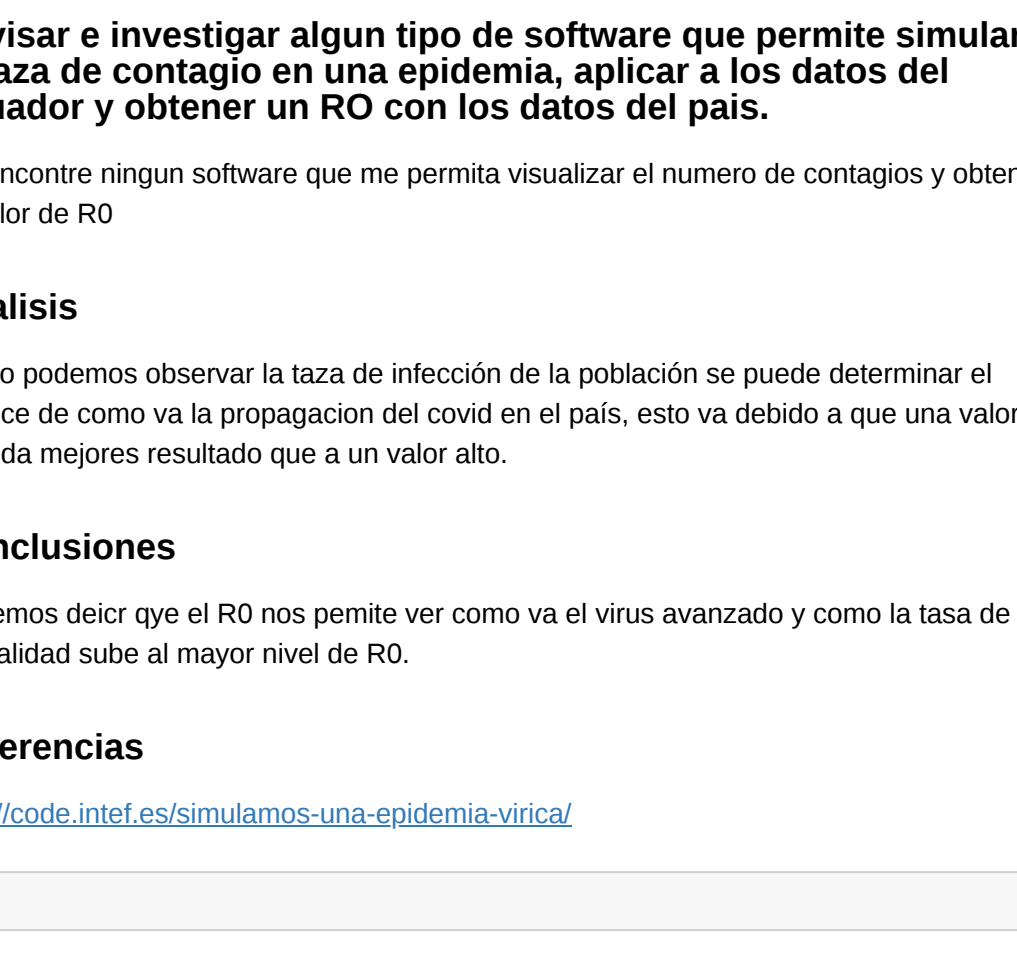 visar e investigar algun tipo de software que permite simular
aza de contagio en una epidemia, aplicar a los datos del
uador y obtener un RO con los datos del pais.
ncontre ningun software que me permita visualizar el numero de contagios y obten
lor de R0
alisis
o podemos observar la taza de infección de la población se puede determinar el
ce de como va la propagacion del covid en el país, esto va debido a que una valor
da mejores resultado que a un valor alto.
nclusiones
emos deicr qye el R0 nos pemite ver como va el virus avanzado y como la tasa de
alidad sube al mayor nivel de R0.
erencias
//code.intef.es/simulamos-una-epidemia-virica/